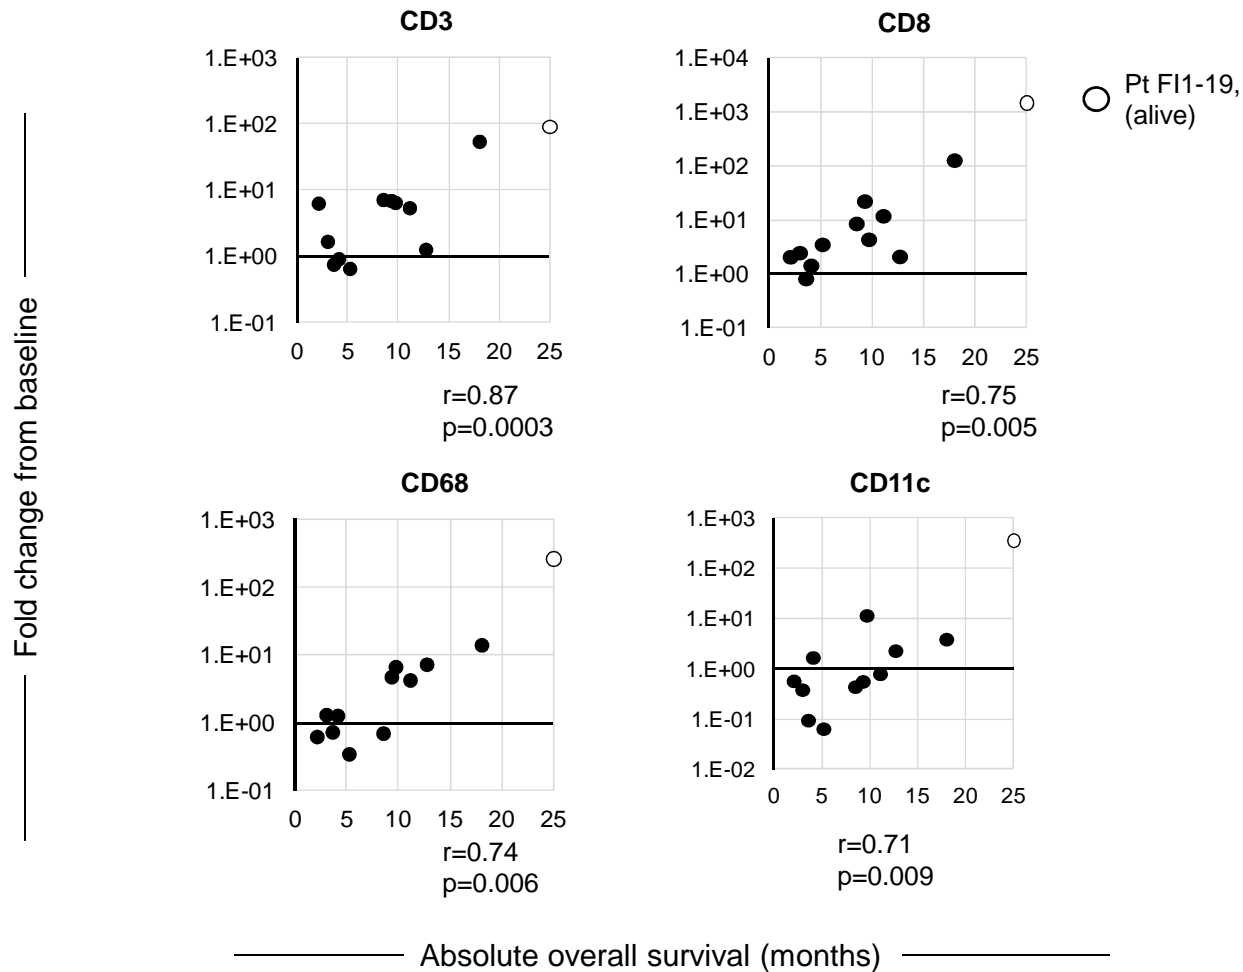 CD3
1.E+03
1.E+02
1.E+01
1.E+00
1.E-01
0 5 10 15 20 25
r=0.87
p=0.0003
CD8
1.E+04
1.E+03
1.E+02
1.E+01
1.E+00
1.E-01
0 5 10 15 20 25
r=0.75
p=0.005
Pt FI1-19,
(alive)
Fold change from baseline
CD68
1.E+03
1.E+02
1.E+01
1.E+00
1.E-01
0 5 10 15 20 25
r=0.74
p=0.006
CD11c
1.E+03
1.E+02
1.E+01
1.E+00
1.E-01
1.E-02
0 5 10 15 20 25
r=0.71
p=0.009
Absolute overall survival (months)